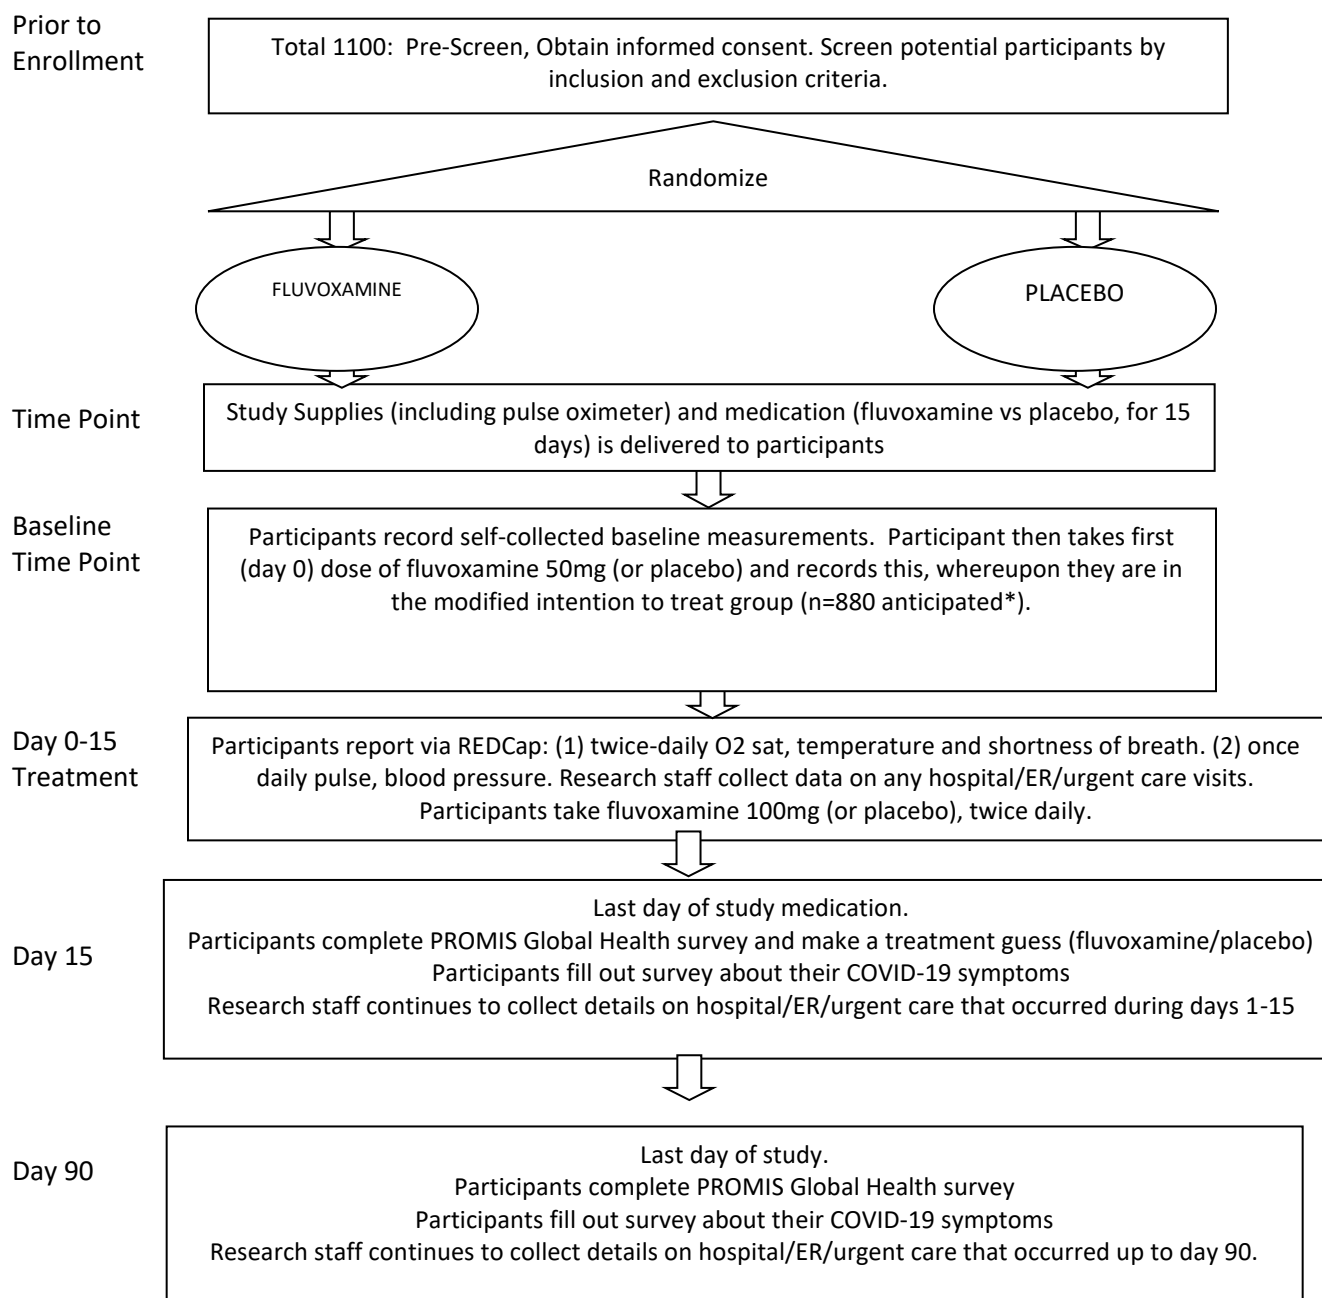 Prior to
Enrollment
Total 1100:  Pre-Screen, Obtain informed consent. Screen potential participants by
inclusion and exclusion criteria.
Randomize
FLUVOXAMINE
PLACEBO
Time Point
Study Supplies (including pulse oximeter) and medication (fluvoxamine vs placebo, for 15
days) is delivered to participants
Baseline
Time Point
Participants record self-collected baseline measurements.  Participant then takes first
(day 0) dose of fluvoxamine 50mg (or placebo) and records this, whereupon they are in
the modified intention to treat group (n=880 anticipated*).
Day 0-15
Treatment
Participants report via REDCap: (1) twice-daily O2 sat, temperature and shortness of breath. (2) once
daily pulse, blood pressure. Research staff collect data on any hospital/ER/urgent care visits.
Participants take fluvoxamine 100mg (or placebo), twice daily.
Day 15
Last day of study medication.
Participants complete PROMIS Global Health survey and make a treatment guess (fluvoxamine/placebo)
Participants fill out survey about their COVID-19 symptoms
Research staff continues to collect details on hospital/ER/urgent care that occurred during days 1-15
Day 90
Last day of study.
Participants complete PROMIS Global Health survey
Participants fill out survey about their COVID-19 symptoms
Research staff continues to collect details on hospital/ER/urgent care that occurred up to day 90.